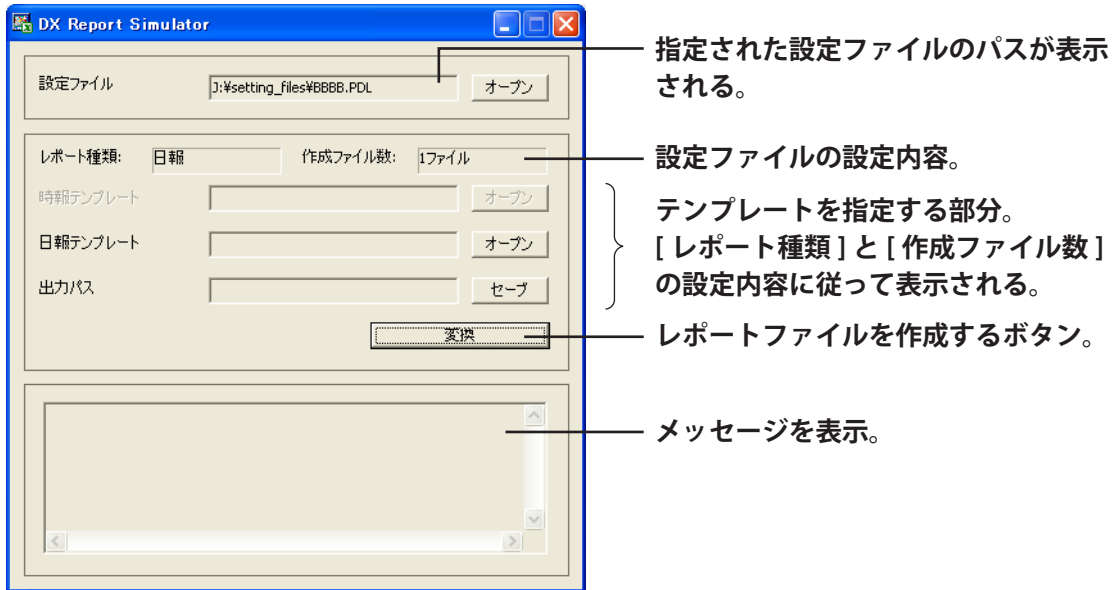 DX Report Simulator
設定ファイル
J:¥setting_files¥BBBB.PDL
オープン
指定された設定ファイルのパスが表示
される。
レポート種類:
日報
作成ファイル数:
1ファイル
設定ファイルの設定内容。
時報テンプレート
オープン
日報テンプレート
オープン
出力パス
セーブ
テンプレートを指定する部分。
[ レポート種類 ] と [ 作成ファイル数 ]
の設定内容に従って表示される。
変換
レポートファイルを作成するボタン。
メッセージを表示。